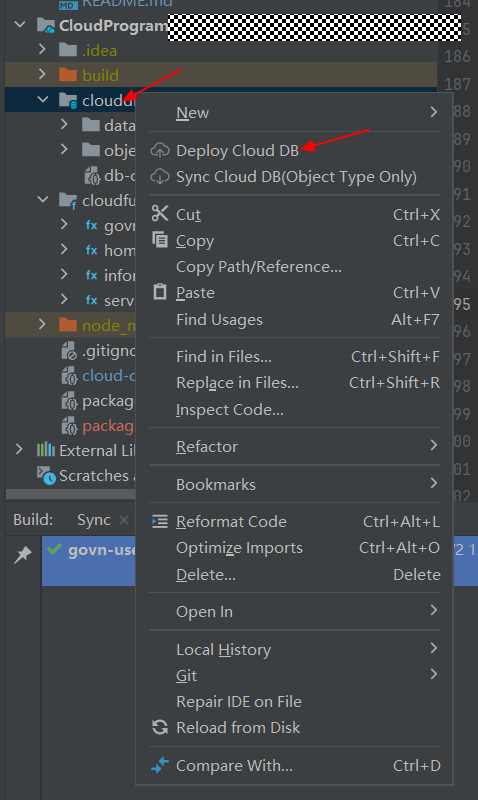 README.md
184
CloudProgram
185
.idea
186
build
187
cloudd
188
New
data
189
Deploy Cloud DB
190
obje
Sync Cloud DB(Object Type Only)
db-c
191
cloudfu
Cut Ctrl+X
192
govn
Copy Ctrl+C
193
hom
Copy Path/Reference...
194
infor
Paste Ctrl+V
serv
95
Find Usages Alt+F7
node_m
196
.gitigno
Find in Files... Ctrl+Shift+F
197
cloud-c
Replace in Files... Ctrl+Shift+R
198
packag
Inspect Code...
199
packag
200
External Lib
Refactor
201
Scratches a
Bookmarks
202
Build: Sync
Reformat Code Ctrl+Alt+L
govn-use
Optimize Imports Ctrl+Alt+O
Delete... Delete
Open In
Local History
Git
Repair IDE on File
Reload from Disk
Compare With... Ctrl+D